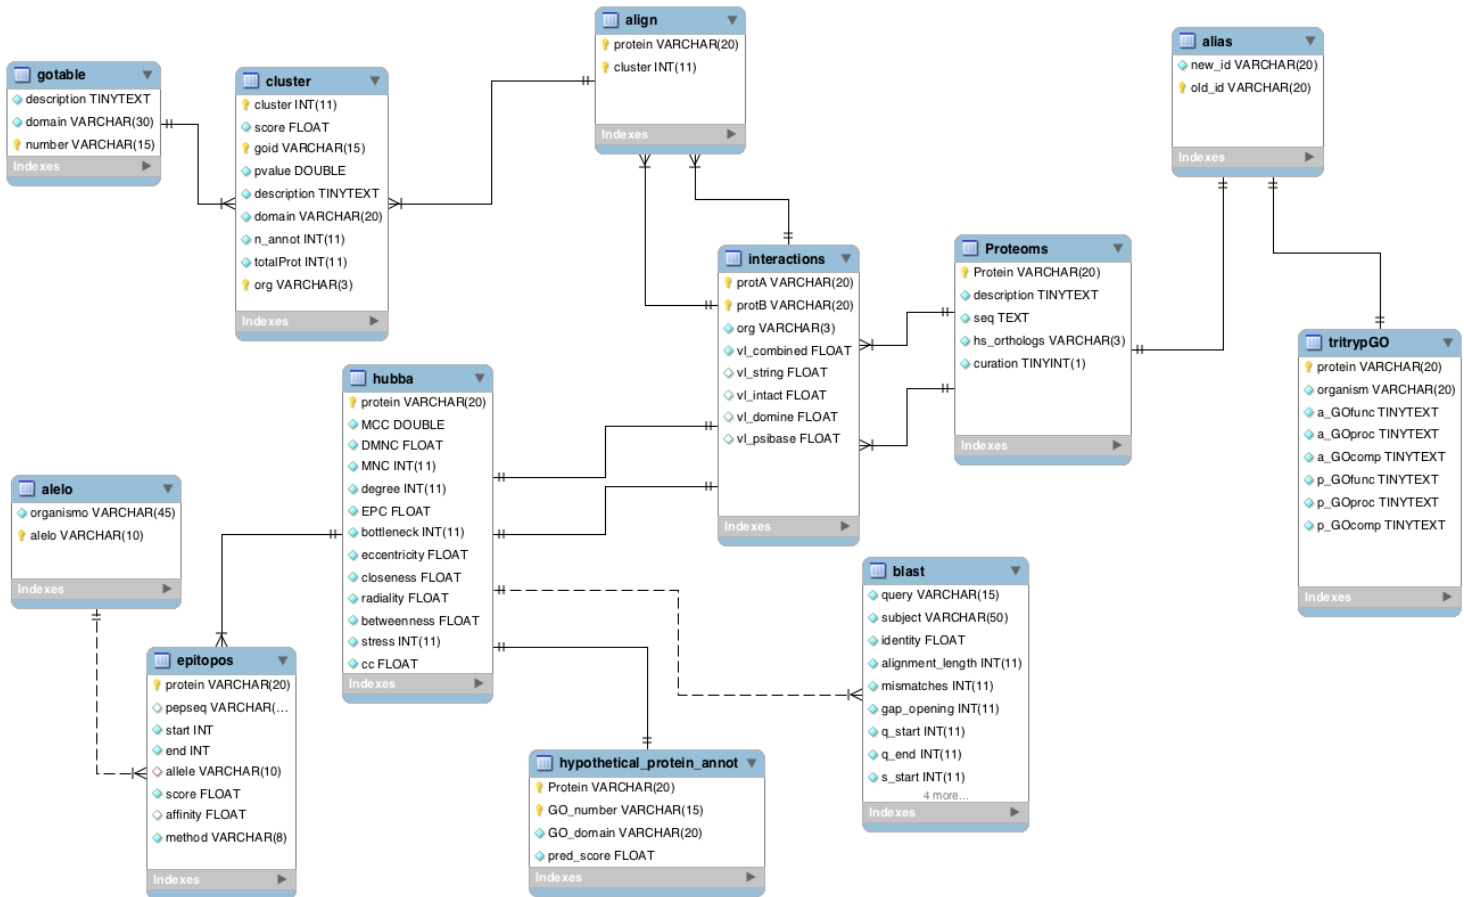 gotable
description TINYTEXT
domain VARCHAR(30)
number VARCHAR(15)
Indexes
cluster
cluster INT(11)
score FLOAT
goid VARCHAR(15)
pvalue DOUBLE
description TINYTEXT
domain VARCHAR(20)
n_annot INT(11)
totalProt INT(11)
org VARCHAR(3)
Indexes
align
protein VARCHAR(20)
cluster INT(11)
Indexes
alias
new_id VARCHAR(20)
old_id VARCHAR(20)
Indexes
interactions
protA VARCHAR(20)
protB VARCHAR(20)
org VARCHAR(3)
vl_combined FLOAT
vl_string FLOAT
vl_intact FLOAT
vl_domine FLOAT
vl_psibase FLOAT
Indexes
Proteoms
Protein VARCHAR(20)
description TINYTEXT
seq TEXT
hs_orthologs VARCHAR(3)
curation TINYINT(1)
Indexes
tritrypGO
protein VARCHAR(20)
organism VARCHAR(20)
a_GOfunc TINYTEXT
a_GOproc TINYTEXT
a_GOcomp TINYTEXT
p_GOfunc TINYTEXT
p_GOproc TINYTEXT
p_GOcomp TINYTEXT
Indexes
hubba
protein VARCHAR(20)
MCC DOUBLE
DMNC FLOAT
MNC INT(11)
degree INT(11)
EPC FLOAT
bottleneck INT(11)
eccentricity FLOAT
closeness FLOAT
radiality FLOAT
betweenness FLOAT
stress INT(11)
cc FLOAT
Indexes
alelo
organismo VARCHAR(45)
alelo VARCHAR(10)
Indexes
epitopos
protein VARCHAR(20)
pepseq VARCHAR(...
start INT
end INT
allele VARCHAR(10)
score FLOAT
affinity FLOAT
method VARCHAR(8)
Indexes
blast
query VARCHAR(15)
subject VARCHAR(50)
identity FLOAT
alignment_length INT(11)
mismatches INT(11)
gap_opening INT(11)
q_start INT(11)
q_end INT(11)
s_start INT(11)
4 more...
Indexes
hypothetical_protein_annot
Protein VARCHAR(20)
GO_number VARCHAR(15)
GO_domain VARCHAR(20)
pred_score FLOAT
Indexes